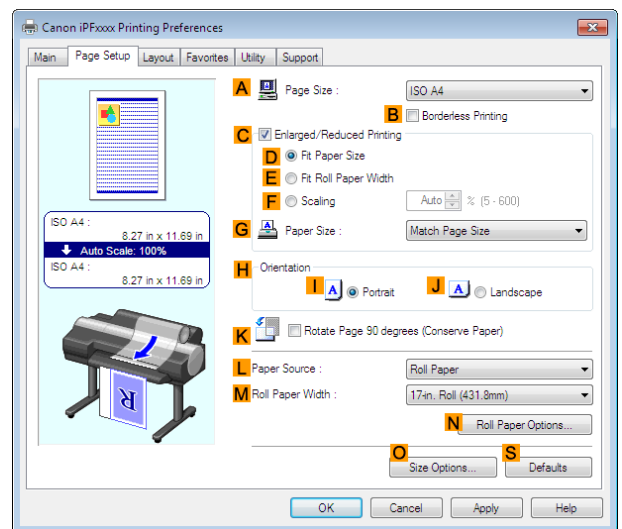 Canon iPFxxxx Printing Preferences
Main Page Setup Layout Favorites Utility Support
A Page Size : ISO A4
B Borderless Printing
C Enlarged/Reduced Printing
D Fit Paper Size
E Fit Roll Paper Width
F Scaling Auto % (5 - 600)
G Paper Size : Match Page Size
ISO A4 :
8.27 in x 11.69 in
Auto Scale: 100%
ISO A4 :
8.27 in x 11.69 in
H Orientation
I A Portrait J A Landscape
K Rotate Page 90 degrees (Conserve Paper)
R
L Paper Source : Roll Paper
M Roll Paper Width : 17-in. Roll (431.8mm)
N Roll Paper Options...
O Size Options... S Defaults
OK Cancel Apply Help